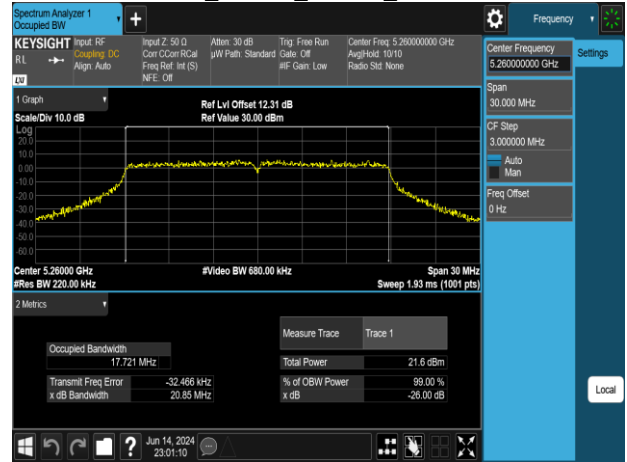 Spectrum Analyzer 1
Occupied BW
Frequency
KEYSIGHT
RL
LXI
Input: RF
Coupling: DC
Align: Auto
Input Z: 50 Ω
Corr CCorr RCal
Freq Ref: Int (S)
NFE: Off
Atten: 30 dB
µW Path: Standard
Trig: Free Run
Gate: Off
#IF Gain: Low
Center Freq: 5.260000000 GHz
Avg|Hold: 10/10
Radio Std: None
Center Frequency
5.260000000 GHz
Settings
Span
30.000 MHz
CF Step
3.000000 MHz
Auto
Man
Freq Offset
0 Hz
1 Graph
Scale/Div 10.0 dB
Ref Lvl Offset 12.31 dB
Ref Value 30.00 dBm
Log
20.0
10.0
0.00
-10.0
-20.0
-30.0
-40.0
-50.0
-60.0
Center 5.26000 GHz
#Video BW 680.00 kHz
Span 30 MHz
#Res BW 220.00 kHz
Sweep 1.93 ms (1001 pts)
2 Metrics
Measure Trace Trace 1
Occupied Bandwidth
17.721 MHz
Total Power 21.6 dBm
Transmit Freq Error -32.466 kHz
% of OBW Power 99.00 %
x dB Bandwidth 20.85 MHz
x dB -26.00 dB
Local
?
Jun 14, 2024
23:01:10